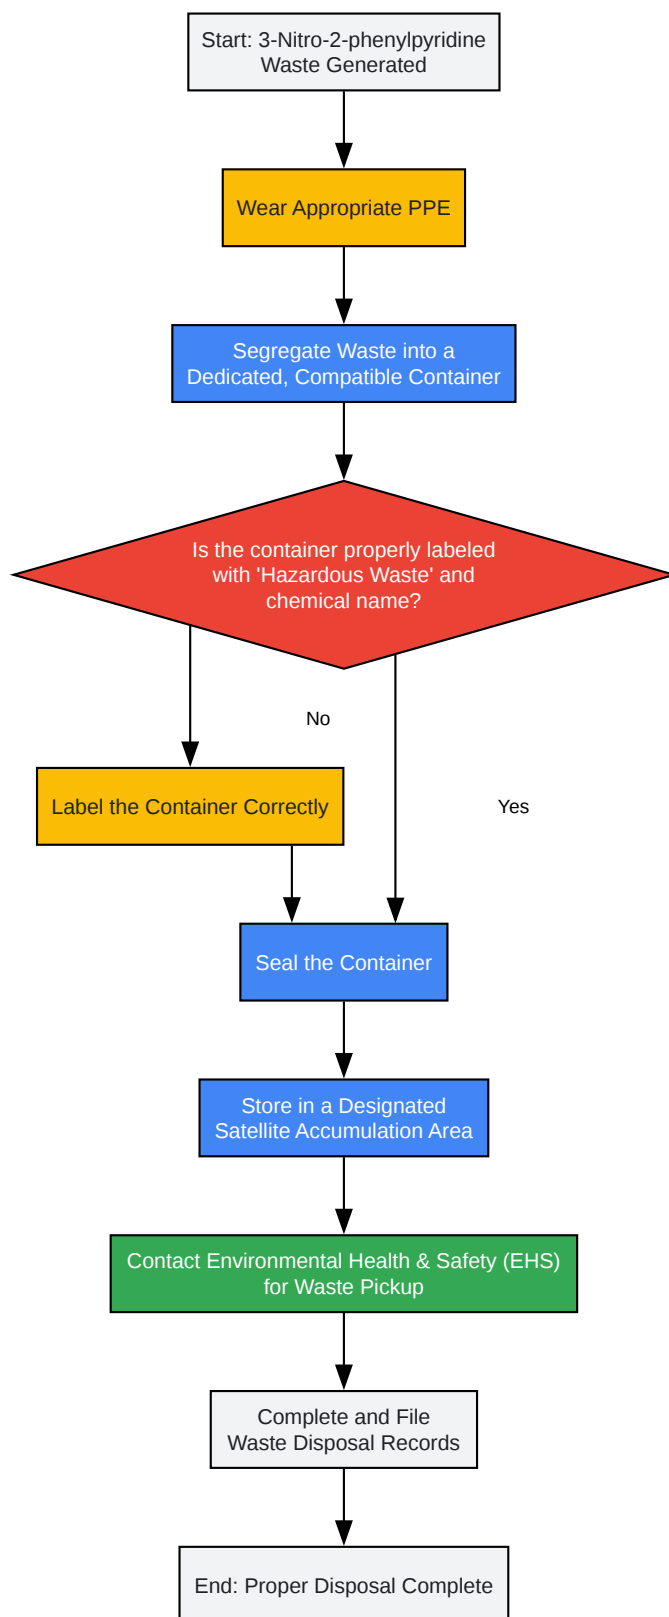 Start: 3-Nitro-2-phenylpyridine
Waste Generated
Wear Appropriate PPE
Segregate Waste into a
Dedicated, Compatible Container
Is the container properly labeled
with 'Hazardous Waste' and
chemical name?
No
Label the Container Correctly
Yes
Seal the Container
Store in a Designated
Satellite Accumulation Area
Contact Environmental Health & Safety (EHS)
for Waste Pickup
Complete and File
Waste Disposal Records
End: Proper Disposal Complete